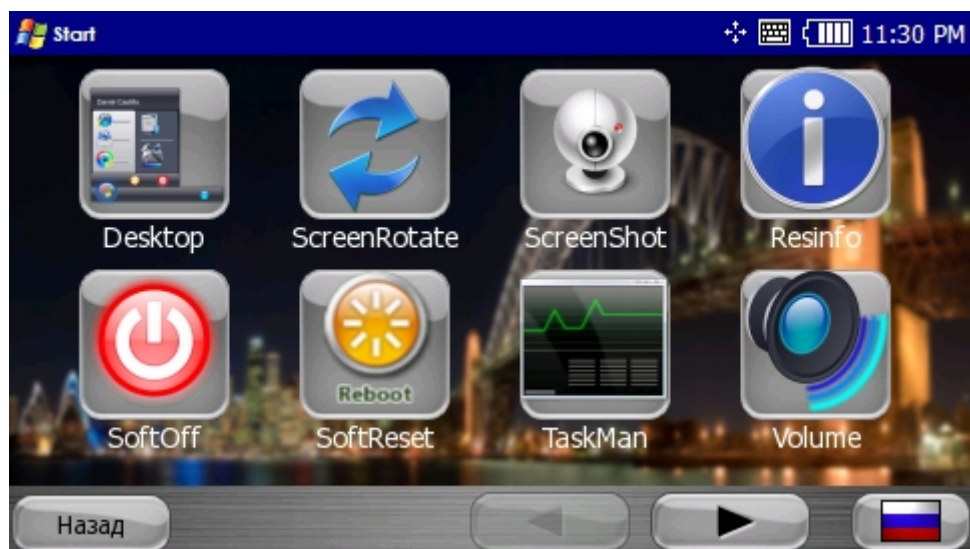 Start 11:30 PM
Desktop ScreenRotate ScreenShot Resinfo
Reboot
SoftOff SoftReset TaskMan Volume
Назад